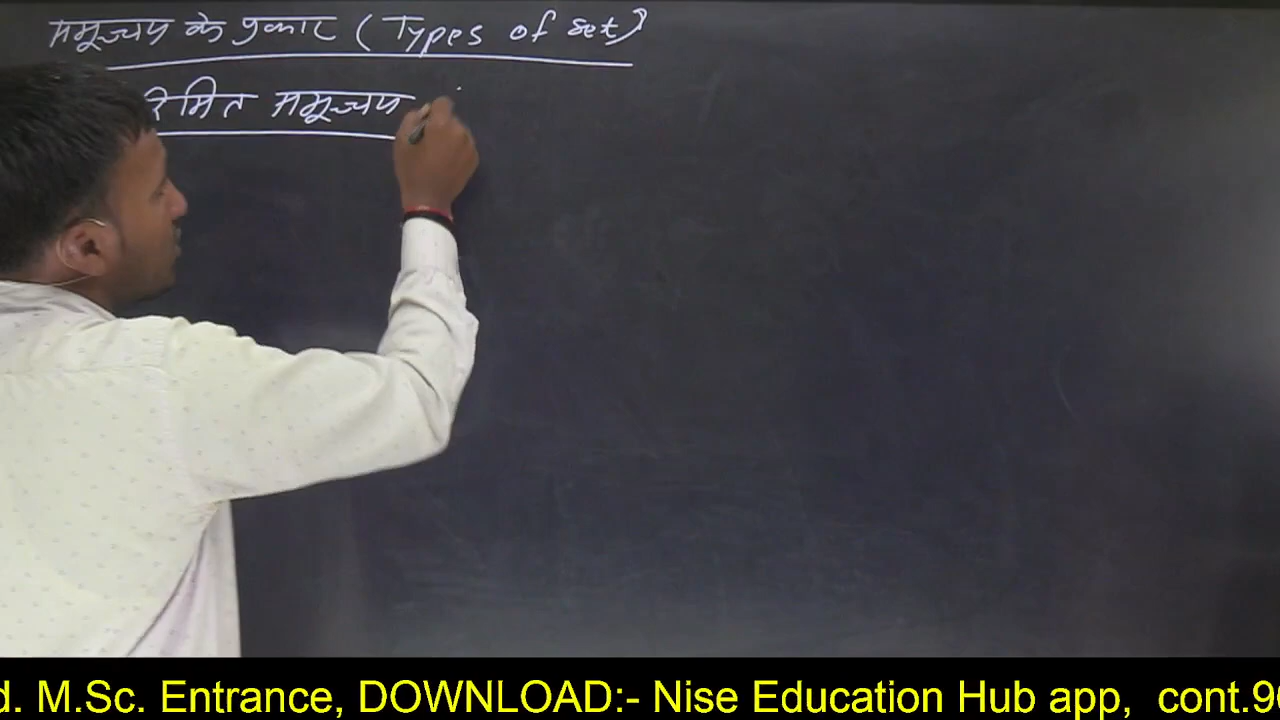 समुच्चय के प्रकार (Types of set)
रिमित समुच्चय
d. M.Sc. Entrance, DOWNLOAD:- Nise Education Hub app, cont.9